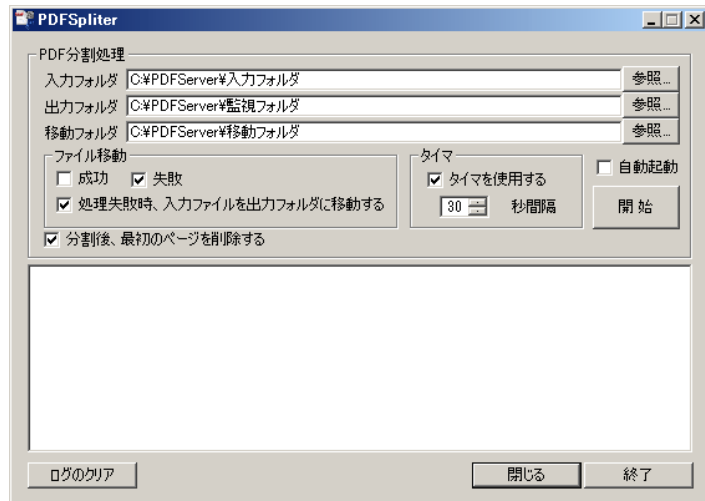 PDFSpliter
PDF分割処理
入力フォルダ C:¥PDFServer¥入力フォルダ 参照...
出力フォルダ C:¥PDFServer¥監視フォルダ 参照...
移動フォルダ C:¥PDFServer¥移動フォルダ 参照...
ファイル移動 タイマ
成功 失敗 タイマを使用する 自動起動
処理失敗時、入力ファイルを出力フォルダに移動する 30 秒間隔 開 始
分割後、最初のページを削除する
ログのクリア 閉じる 終了